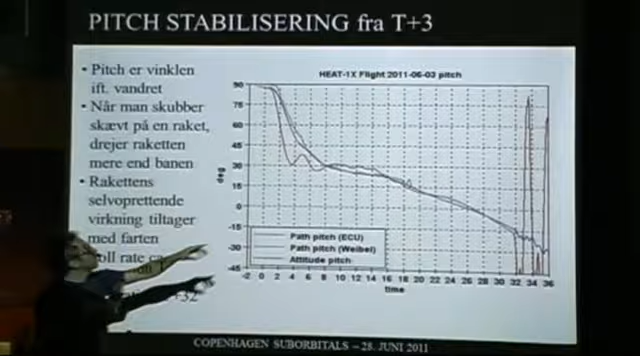 PITCH STABILISERING fra T+3
• Pitch er vinklen
ift. vandret
• Når man skubber
skævt på en raket,
drejer raketten
mere end banen
• Rakettens
selvoprettende
virkning tiltager
med farten
roll rate ca
HEAT-1X Flight 2011-06-03 pitch
90
75
60
45
30
15
0
-15
-30
-45
deg
Path pitch (ECU)
Path pitch (Weibel)
Attitude pitch
-2 0 2 4 6 8 10 12 14 16 18 20 22 24 26 28 30 32 34 36
time
COPENHAGEN SUBORBITALS – 28. JUNI 2011